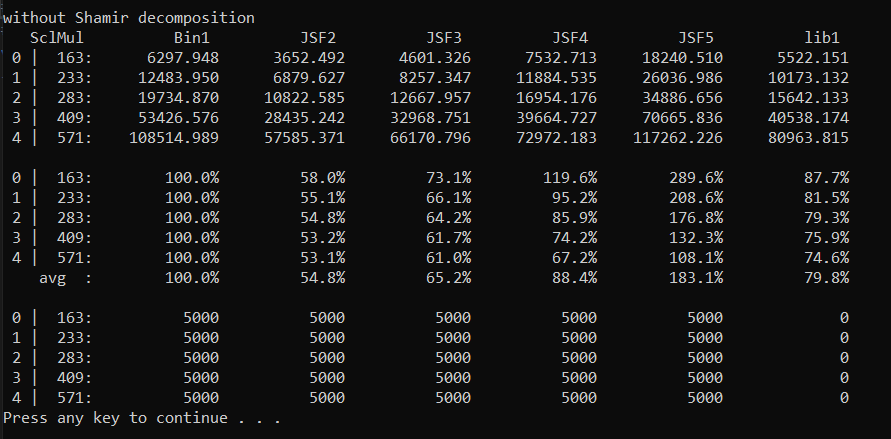 without Shamir decomposition
SclMul Bin1 JSF2 JSF3 JSF4 JSF5 lib1
0 | 163: 6297.948 3652.492 4601.326 7532.713 18240.510 5522.151
1 | 233: 12483.950 6879.627 8257.347 11884.535 26036.986 10173.132
2 | 283: 19734.870 10822.585 12667.957 16954.176 34886.656 15642.133
3 | 409: 53426.576 28435.242 32968.751 39664.727 70665.836 40538.174
4 | 571: 108514.989 57585.371 66170.796 72972.183 117262.226 80963.815
0 | 163: 100.0% 58.0% 73.1% 119.6% 289.6% 87.7%
1 | 233: 100.0% 55.1% 66.1% 95.2% 208.6% 81.5%
2 | 283: 100.0% 54.8% 64.2% 85.9% 176.8% 79.3%
3 | 409: 100.0% 53.2% 61.7% 74.2% 132.3% 75.9%
4 | 571: 100.0% 53.1% 61.0% 67.2% 108.1% 74.6%
avg : 100.0% 54.8% 65.2% 88.4% 183.1% 79.8%
0 | 163: 5000 5000 5000 5000 5000 0
1 | 233: 5000 5000 5000 5000 5000 0
2 | 283: 5000 5000 5000 5000 5000 0
3 | 409: 5000 5000 5000 5000 5000 0
4 | 571: 5000 5000 5000 5000 5000 0
Press any key to continue . . .